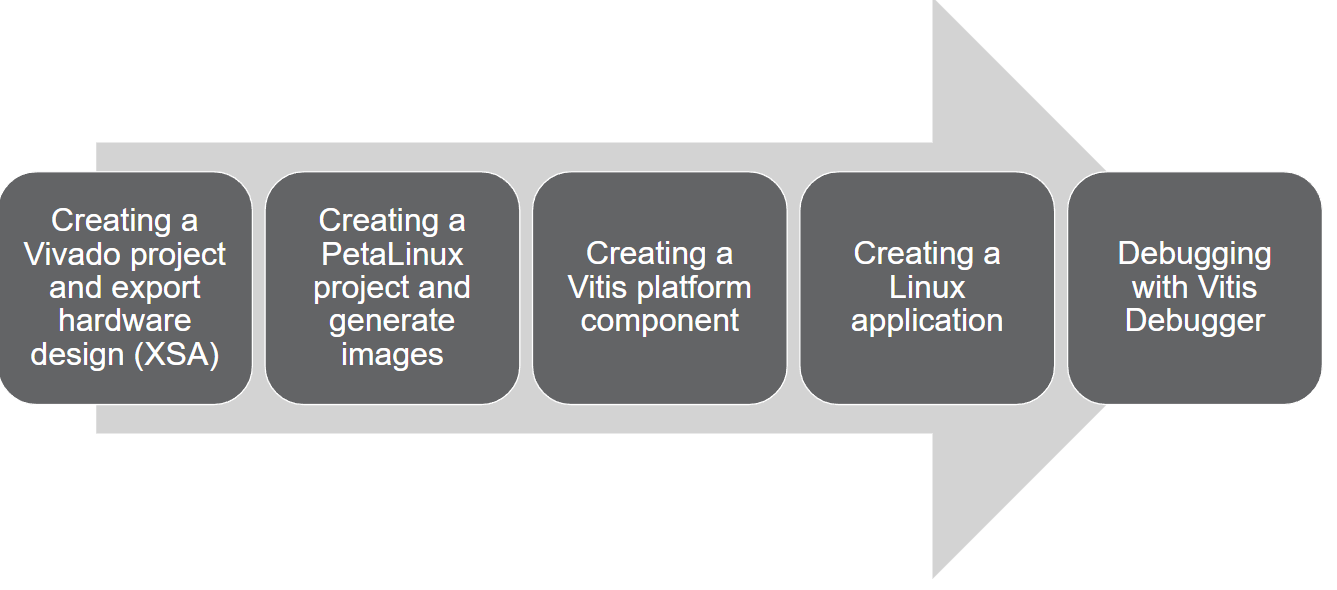 Creating a
Vivado project
and export
hardware
design (XSA)
Creating a
PetaLinux
project and
generate
images
Creating a
Vitis platform
component
Creating a
Linux
application
Debugging
with Vitis
Debugger